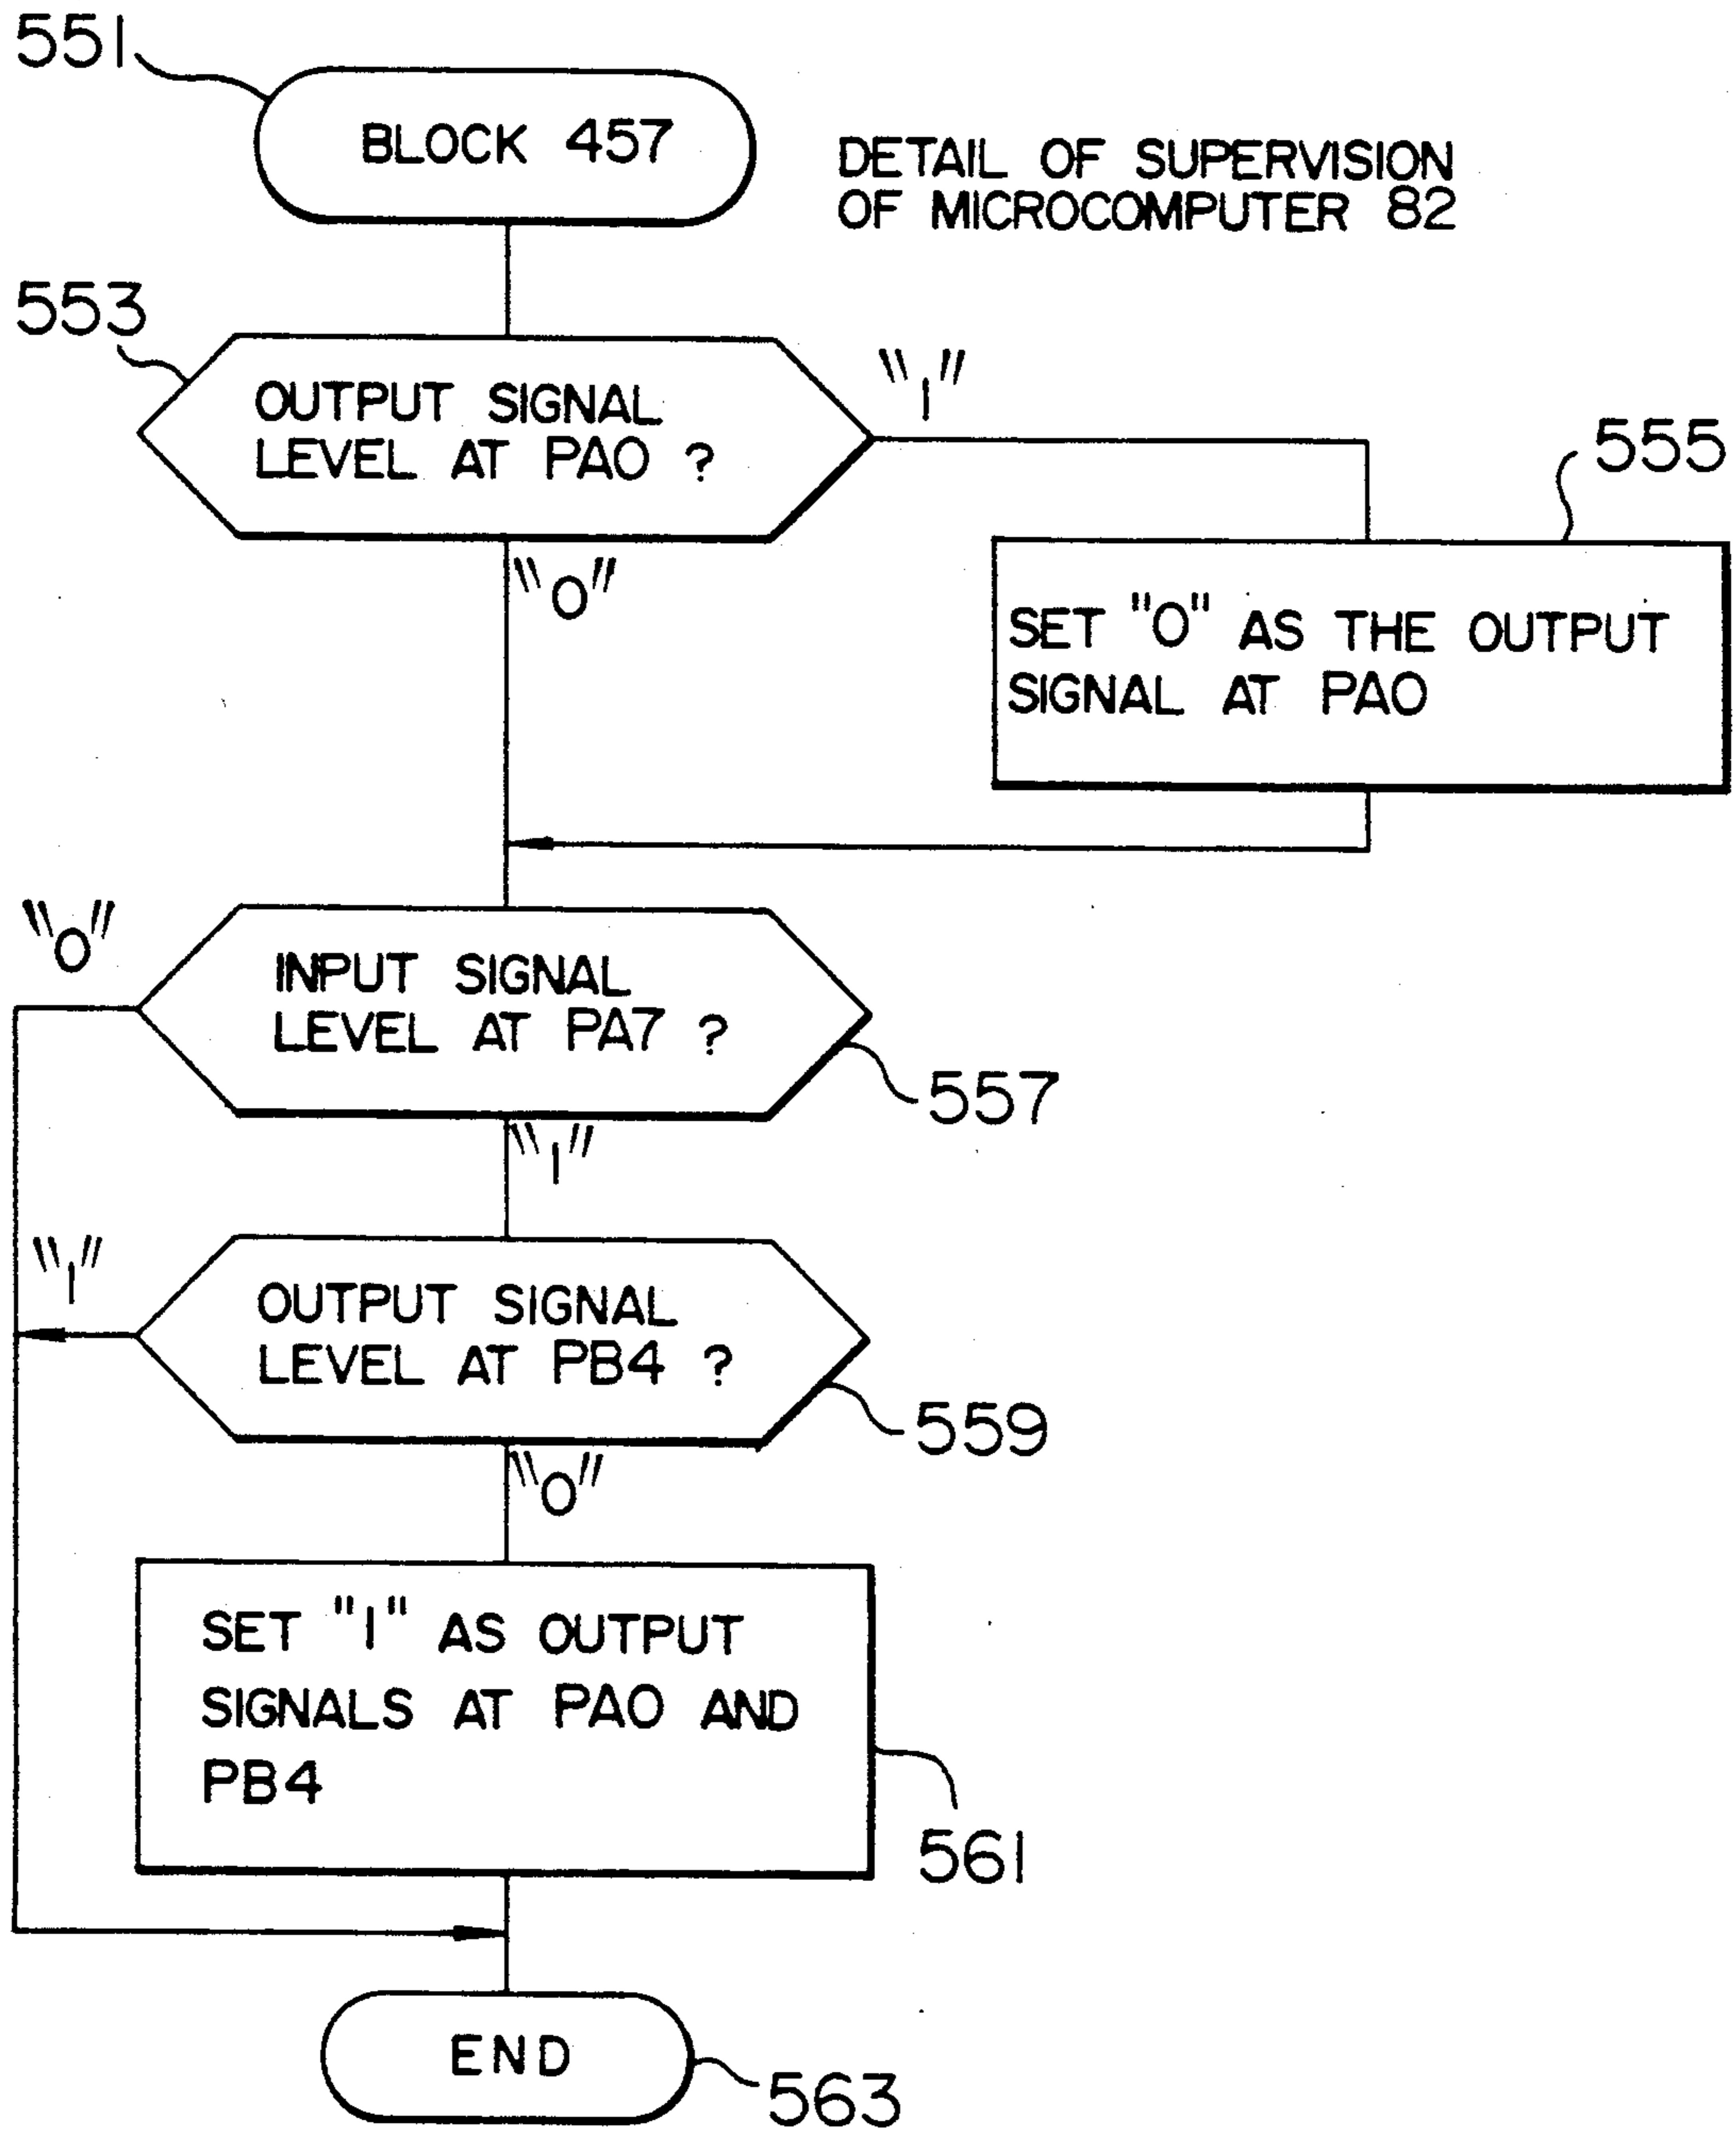 551
BLOCK 457
DETAIL OF SUPERVISION
OF MICROCOMPUTER 82
553
OUTPUT SIGNAL
LEVEL AT PA0 ?
"1"
555
"0"
SET "0" AS THE OUTPUT
SIGNAL AT PA0
"0"
INPUT SIGNAL
LEVEL AT PA7 ?
557
"1"
"1"
OUTPUT SIGNAL
LEVEL AT PB4 ?
559
"0"
SET "1" AS OUTPUT
SIGNALS AT PA0 AND
PB4
561
END
563